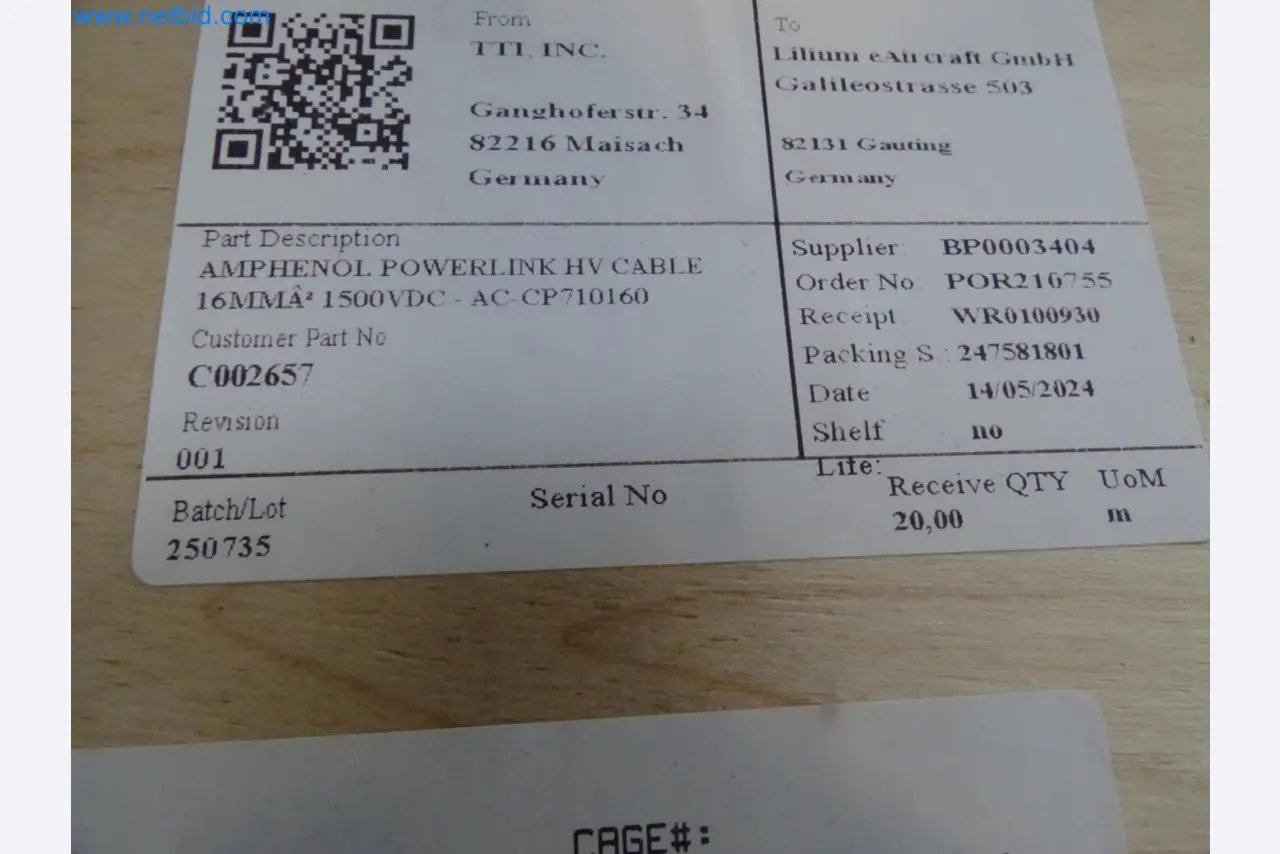 www.netbid.com
From
TTI, INC.
Ganghoferstr. 34
82216 Maisach
Germany
To
Lilium eAircraft GmbH
Galileostrasse 503
82131 Gauting
Germany
Part Description
AMPHENOL POWERLINK HV CABLE
16MMÂ² 1500VDC - AC-CP710160
Customer Part No
C002657
Revision
001
Supplier: BP0003404
Order No: POR216755
Receipt: WR0100930
Packing S.: 247581801
Date 14/05/2024
Shelf no
Life:
Batch/Lot
250735
Serial No
Receive QTY UoM
20,00 m
CAGE#: